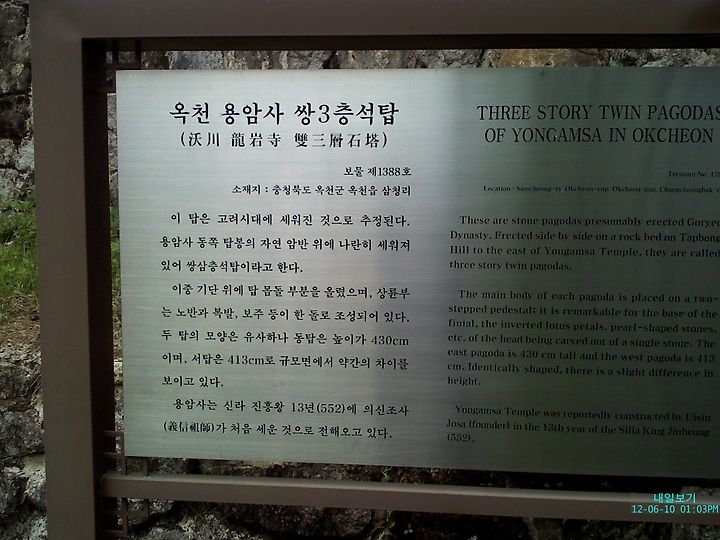 옥천 용암사 쌍3층석탑
(沃川 龍岩寺 雙三層石塔)
보물 제1388호
소재지 : 충청북도 옥천군 옥천읍 삼청리
이 탑은 고려시대에 세워진 것으로 추정된다.
용암사 동쪽 탑봉의 자연 암반 위에 나란히 세워져
있어 쌍삼층석탑이라고 한다.
이중 기단 위에 탑 몸돌 부분을 올렸으며, 상륜부
는 노반과 복발, 보주 등이 한 돌로 조성되어 있다.
두 탑의 모양은 유사하나 동탑은 높이가 430cm
이며, 서탑은 413cm로 규모면에서 약간의 차이를
보이고 있다.
용암사는 신라 진흥왕 13년(552)에 의신조사
(義信祖師)가 처음 세운 것으로 전해오고 있다.
THREE STORY TWIN PAGODAS
OF YONGAMSA IN OKCHEON
Treasure No. 138
Location : Samcheong-ri, Okcheon-eup, Okcheon-gun, Chungcheongbuk-
These are stone pagodas presumably erected Goryeo
Dynasty. Erected side by side on a rock bed on Tapbong
Hill to the east of Yongamsa Temple, they are called
three story twin pagodas.
The main body of each pagoda is placed on a two-
stepped pedestal; it is remarkable for the base of the
finial, the inverted lotus petals, pearl-shaped stones,
etc. of the head being carved out of a single stone. The
east pagoda is 430 cm tall and the west pagoda is 413
cm. Identically shaped, there is a slight difference in
height.
Yongamsa Temple was reportedly constructed by Uisin
Josa (founder) in the 13th year of the Silla King Jinheung
(552).
내일보기
12-06-10 01:03PM